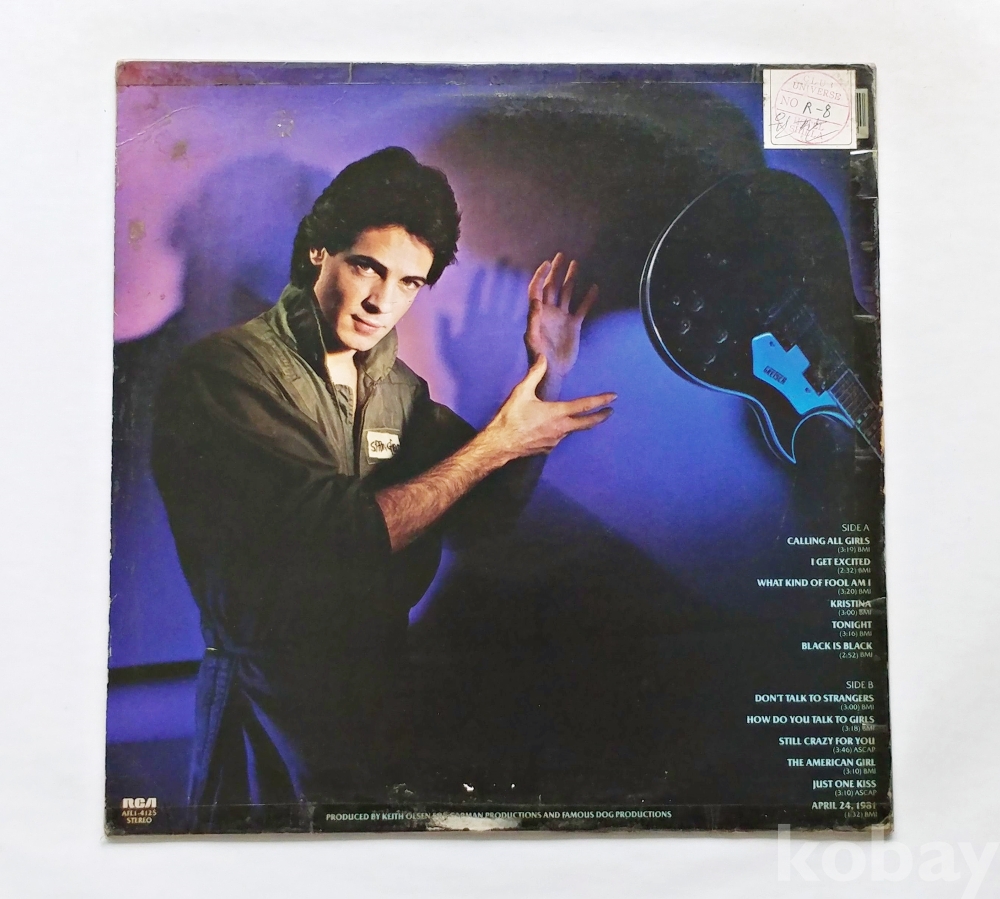 UNIVERSE
NO R-8
GRETSCH
SIDE A
CALLING ALL GIRLS
(3:19) BMI
I GET EXCITED
(2:32) BMI
WHAT KIND OF FOOL AM I
(3:20) BMI
KRISTINA
(3:00) BMI
TONIGHT
(3:16) BMI
BLACK IS BLACK
(2:52) BMI
SIDE B
DON'T TALK TO STRANGERS
(3:00) BMI
HOW DO YOU TALK TO GIRLS
(3:18) BMI
STILL CRAZY FOR YOU
(3:46) ASCAP
THE AMERICAN GIRL
(3:10) BMI
JUST ONE KISS
(3:10) ASCAP
APRIL 24, 1981
(1:32) BMI
RCA
AFL1-4125
STEREO
PRODUCED BY KEITH OLSEN PRODUCTIONS AND FAMOUS DOG PRODUCTIONS
kobay